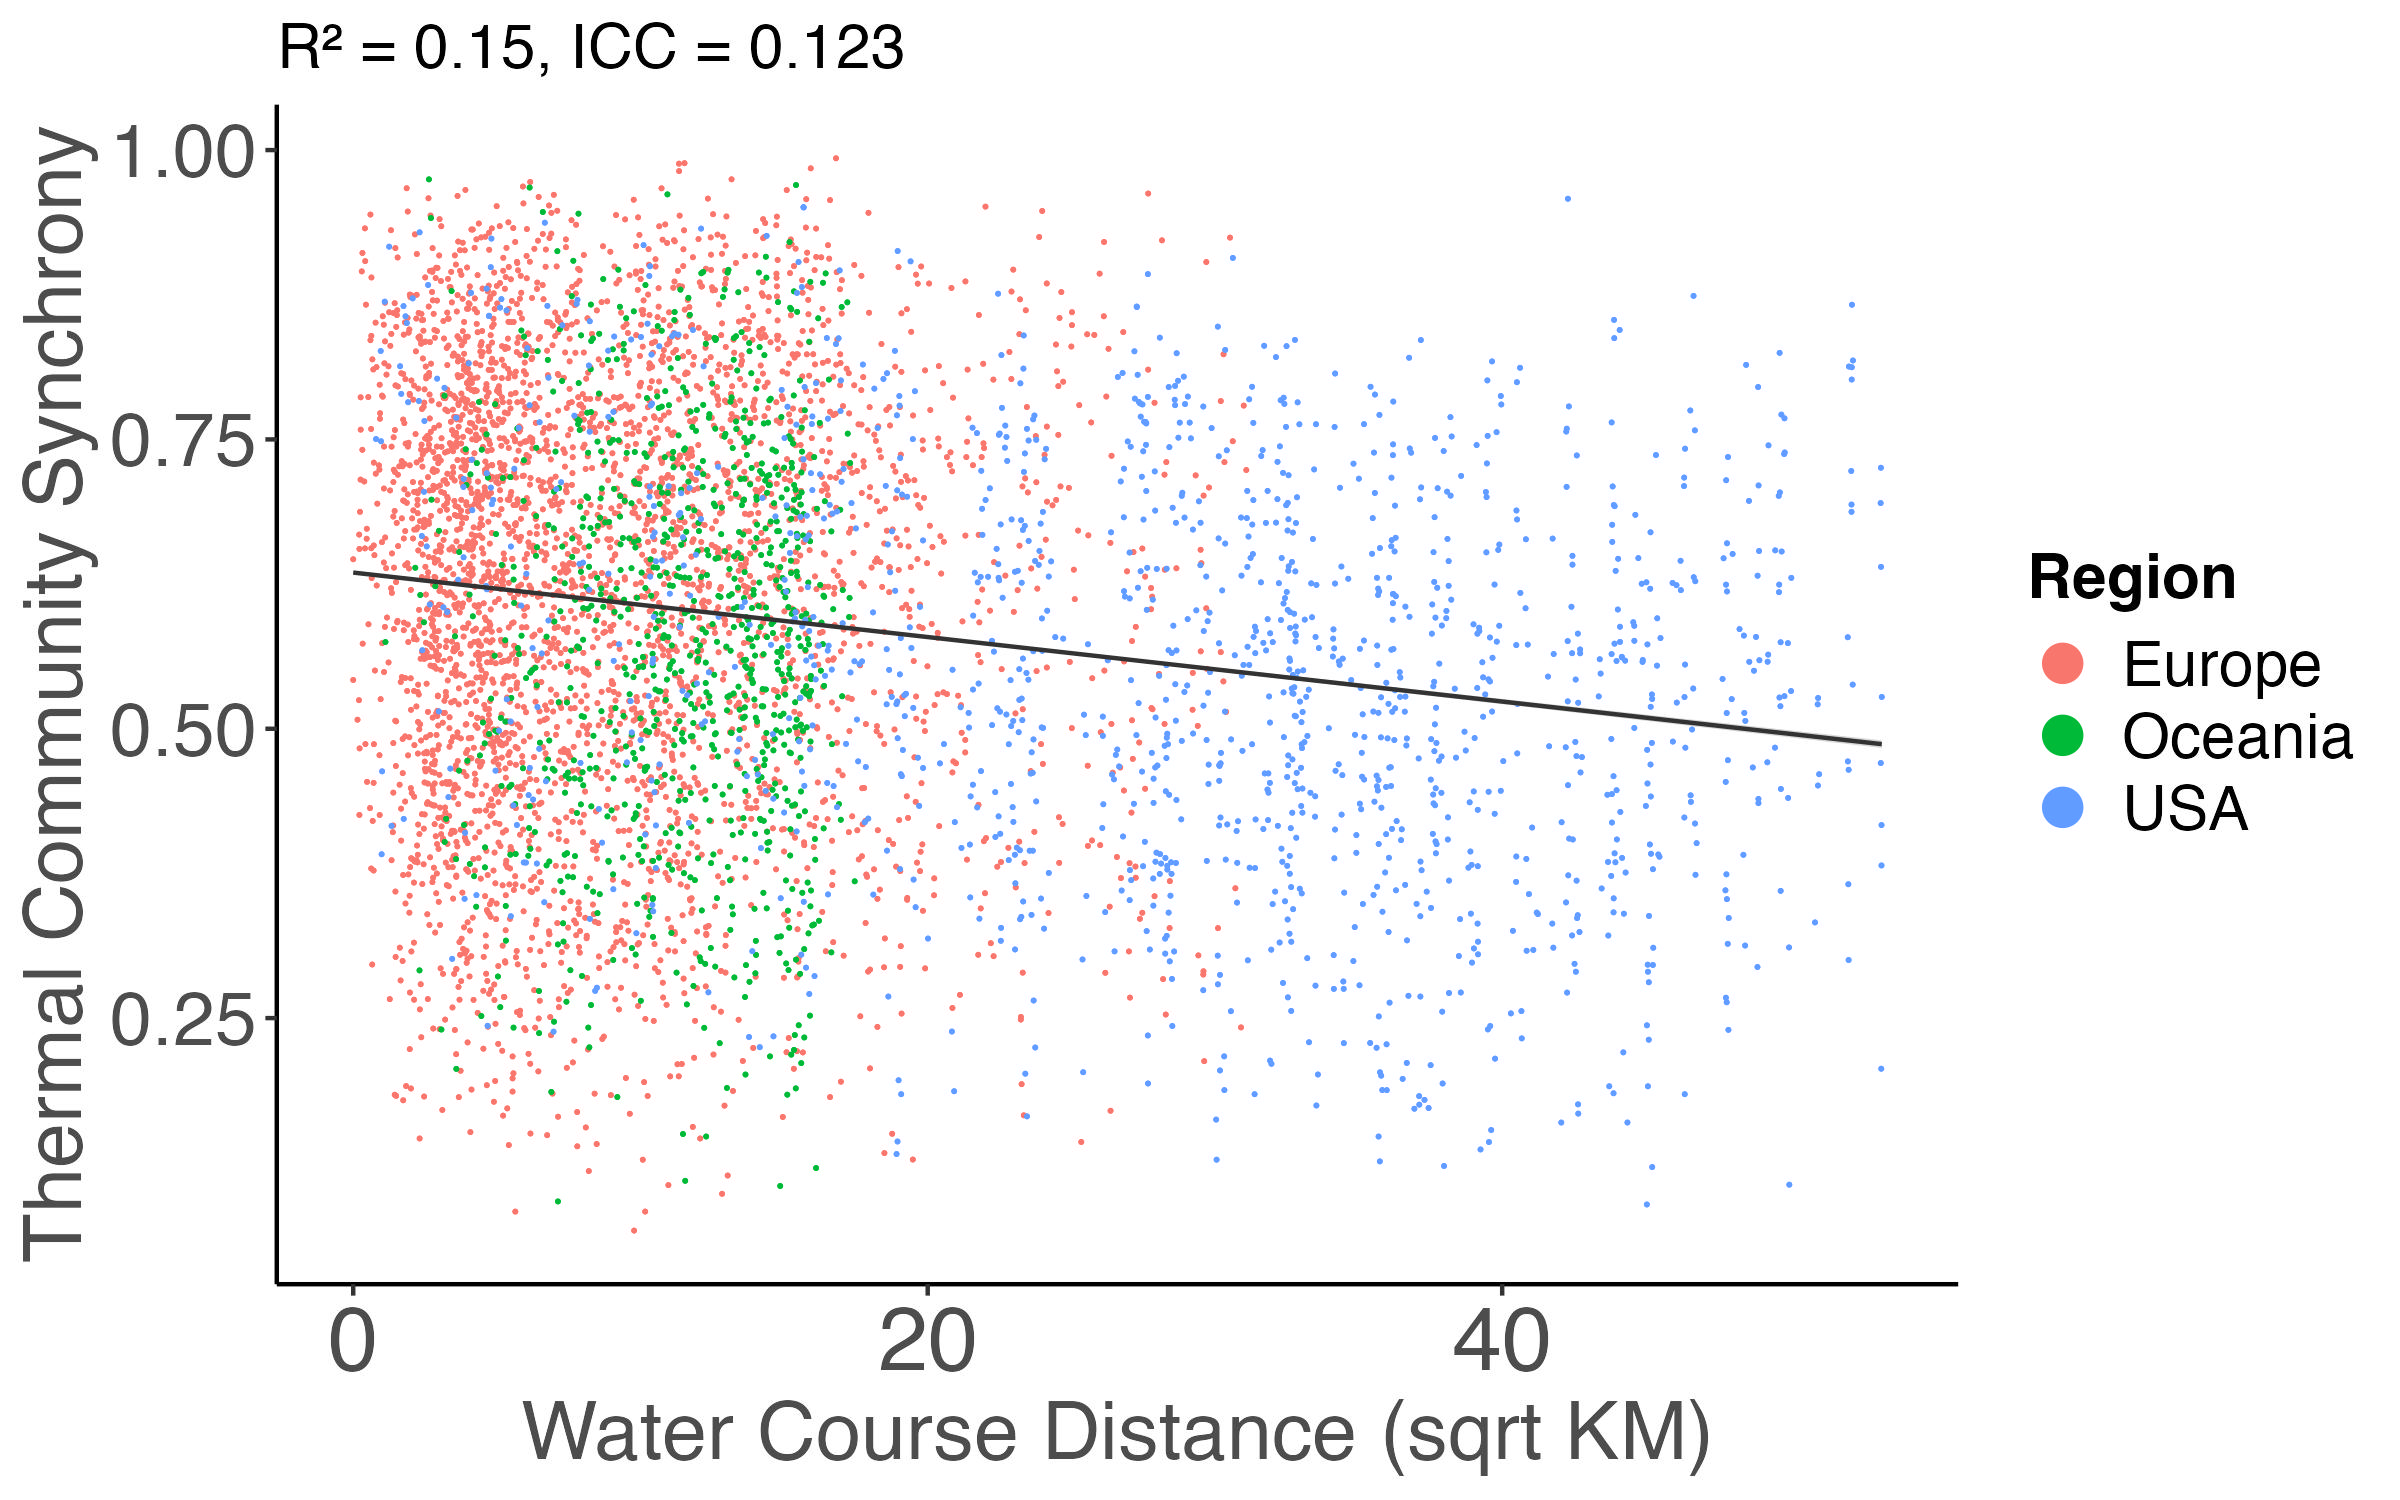 R² = 0.15, ICC = 0.123
Thermal Community Synchrony
1.00
0.75
0.50
0.25
0
20
40
Water Course Distance (sqrt KM)
Region
Europe
Oceania
USA